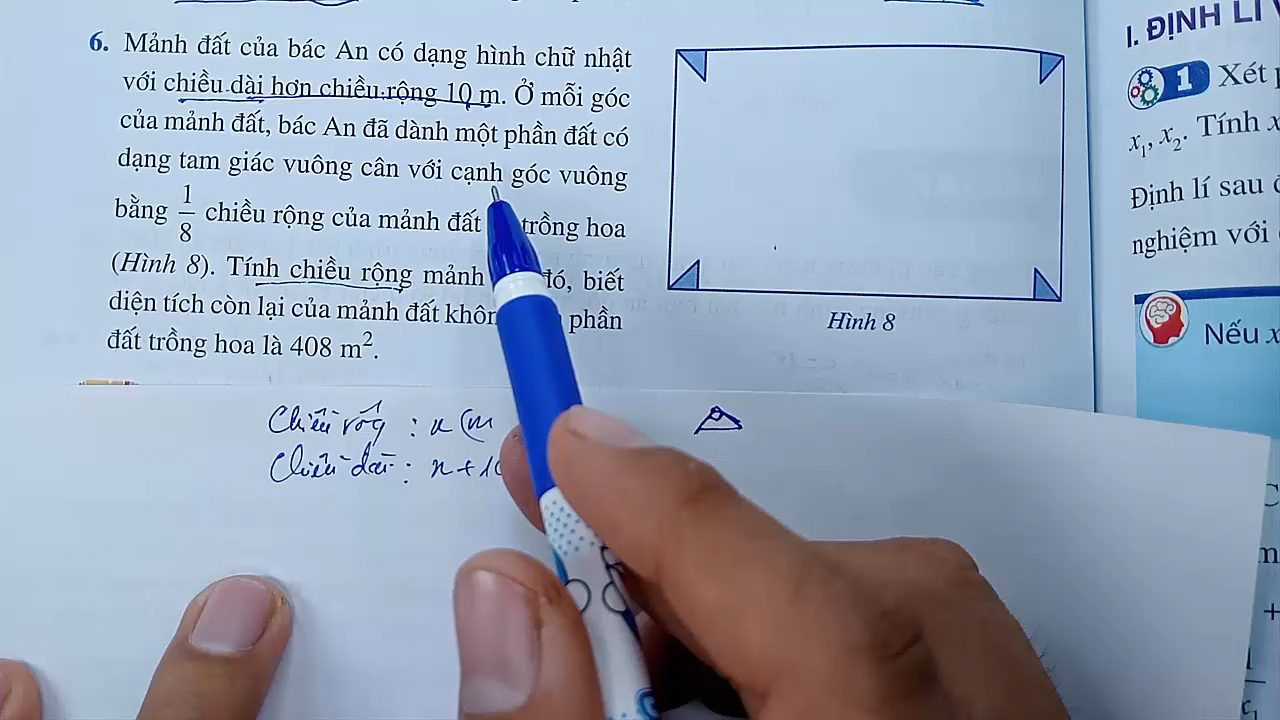 6. Mảnh đất của bác An có dạng hình chữ nhật
với chiều dài hơn chiều rộng 10 m. Ở mỗi góc
của mảnh đất, bác An đã dành một phần đất có
dạng tam giác vuông cân với cạnh góc vuông
bằng 1/8 chiều rộng của mảnh đất trồng hoa
(Hình 8). Tính chiều rộng mảnh đó, biết
diện tích còn lại của mảnh đất phần
đất trồng hoa là 408 m².
Hình 8
Chiều rộng : x (m
Chiều dài : x + 10
I. ĐỊNH LÍ
1 Xét
x₁, x₂. Tính
Định lí sau
nghiệm với
Nếu x